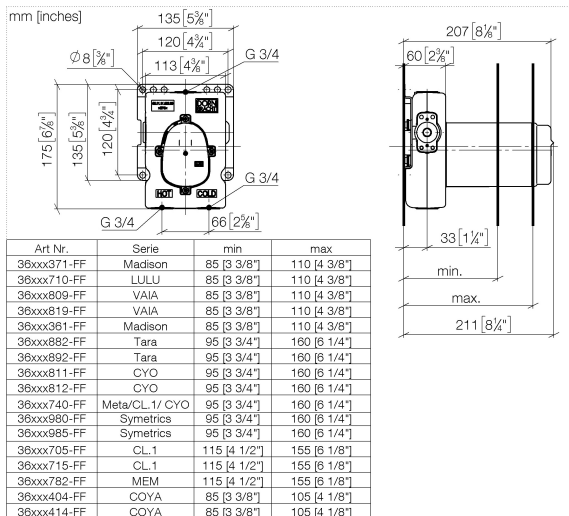 mm [inches]
135 [5⅜"]
120 [4¾"]
113 [4⅜"]
∅8 [⅜"]
G 3/4
175 [6⅞"]
135 [5⅜"]
120 [4¾"]
HOT
COLD
G 3/4
G 3/4
66 [2⅝"]
207 [8⅛"]
60 [2⅜"]
33 [1¼"]
min.
max.
211 [8¼"]
Art Nr. Serie min max
36xxx371-FF Madison 85 [3 3/8"] 110 [4 3/8"]
36xxx710-FF LULU 85 [3 3/8"] 110 [4 3/8"]
36xxx809-FF VAIA 85 [3 3/8"] 110 [4 3/8"]
36xxx819-FF VAIA 85 [3 3/8"] 110 [4 3/8"]
36xxx361-FF Madison 85 [3 3/8"] 110 [4 3/8"]
36xxx882-FF Tara 95 [3 3/4"] 160 [6 1/4"]
36xxx892-FF Tara 95 [3 3/4"] 160 [6 1/4"]
36xxx811-FF CYO 95 [3 3/4"] 160 [6 1/4"]
36xxx812-FF CYO 95 [3 3/4"] 160 [6 1/4"]
36xxx740-FF Meta/CL.1/ CYO 95 [3 3/4"] 160 [6 1/4"]
36xxx980-FF Symetrics 95 [3 3/4"] 160 [6 1/4"]
36xxx985-FF Symetrics 95 [3 3/4"] 160 [6 1/4"]
36xxx705-FF CL.1 115 [4 1/2"] 155 [6 1/8"]
36xxx715-FF CL.1 115 [4 1/2"] 155 [6 1/8"]
36xxx782-FF MEM 115 [4 1/2"] 155 [6 1/8"]
36xxx404-FF COYA 85 [3 3/8"] 105 [4 1/8"]
36xxx414-FF COYA 85 [3 3/8"] 105 [4 1/8"]